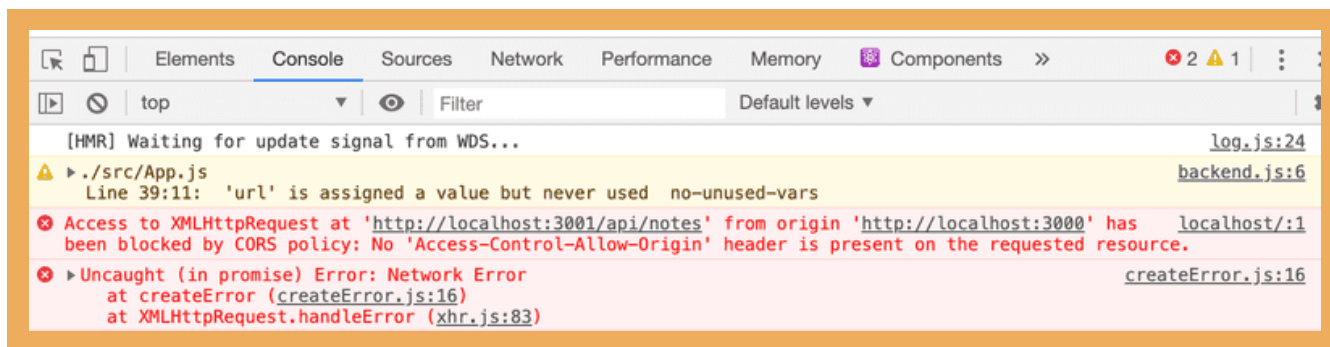 Elements Console Sources Network Performance Memory Components » 2 1
top Filter Default levels
[HMR] Waiting for update signal from WDS... log.js:24
./src/App.js backend.js:6
Line 39:11: 'url' is assigned a value but never used no-unused-vars
Access to XMLHttpRequest at 'http://localhost:3001/api/notes' from origin 'http://localhost:3000' has localhost/:1
been blocked by CORS policy: No 'Access-Control-Allow-Origin' header is present on the requested resource.
Uncaught (in promise) Error: Network Error createError.js:16
at createError (createError.js:16)
at XMLHttpRequest.handleError (xhr.js:83)